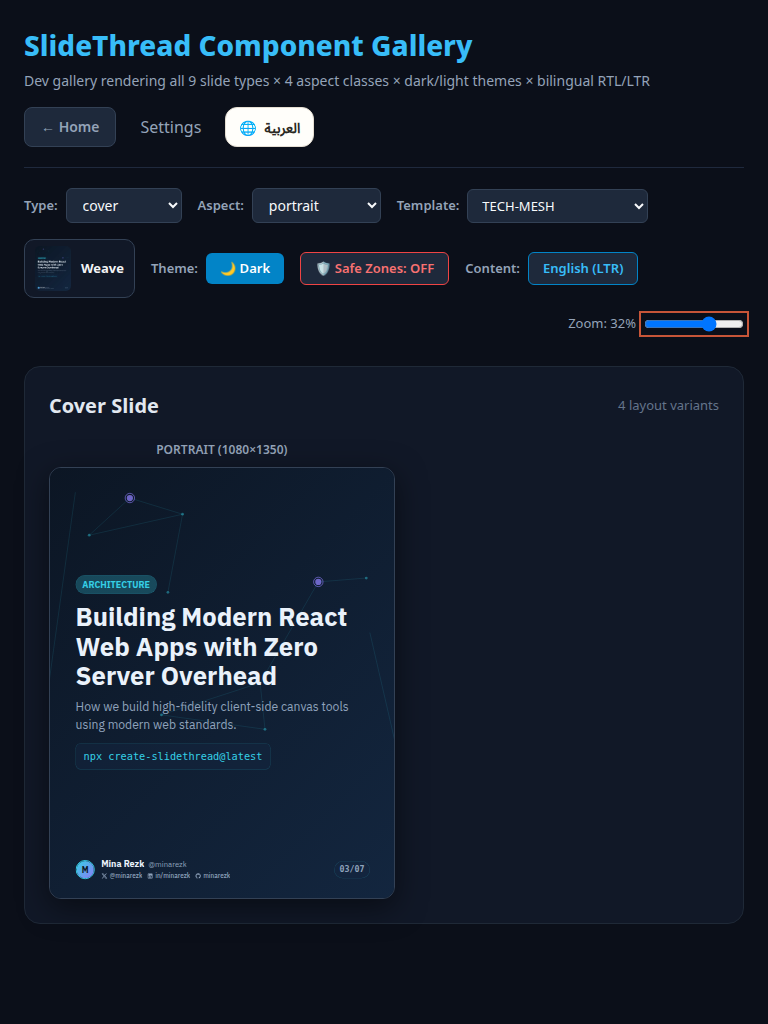 SlideThread Component Gallery
Dev gallery rendering all 9 slide types × 4 aspect classes × dark/light themes × bilingual RTL/LTR
← Home Settings 🌐 العربية
Type: cover Aspect: portrait Template: TECH-MESH
Weave Theme: 🌙 Dark 🛡️ Safe Zones: OFF Content: English (LTR)
Zoom: 32%
Cover Slide 4 layout variants
PORTRAIT (1080×1350)
ARCHITECTURE
Building Modern React
Web Apps with Zero
Server Overhead
How we build high-fidelity client-side canvas tools
using modern web standards.
npx create-slidethread@latest
M Mina Rezk @minarezk
@minarezk in/minarezk minarezk
03/07